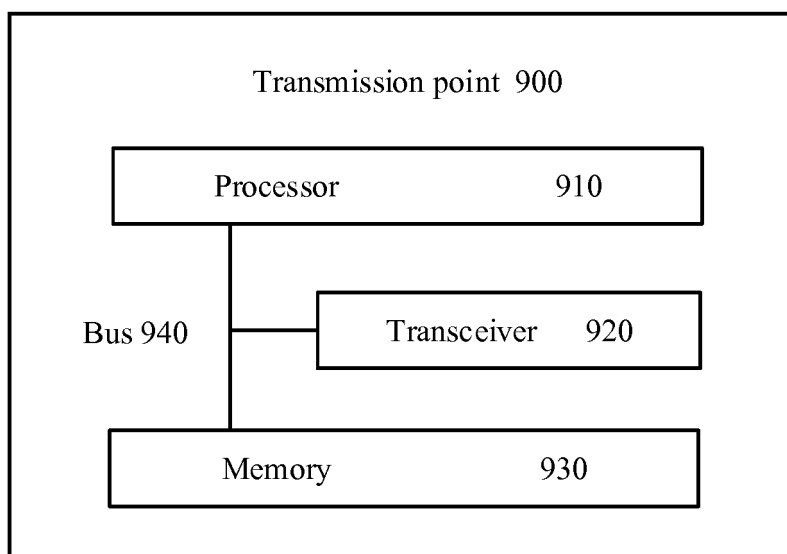 Transmission point 900
Processor 910
Bus 940
Transceiver 920
Memory 930